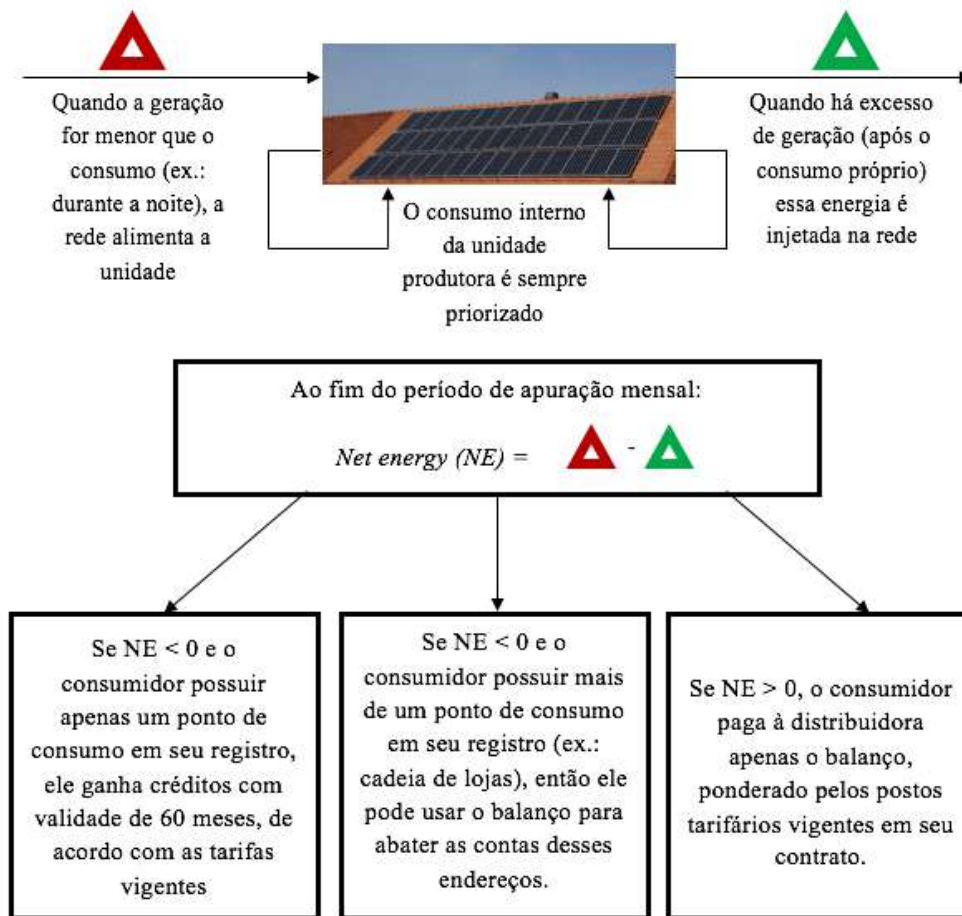 Quando a geração
for menor que o
consumo (ex.:
durante a noite), a
rede alimenta a
unidade
O consumo interno
da unidade
produtora é sempre
priorizado
Quando há excesso
de geração (após o
consumo próprio)
essa energia é
injetada na rede
Ao fim do período de apuração mensal:
Net energy (NE) = -
Se NE < 0 e o
consumidor possuir
apenas um ponto de
consumo em seu registro,
ele ganha créditos com
validade de 60 meses, de
acordo com as tarifas
vigentes
Se NE < 0 e o
consumidor possuir mais
de um ponto de consumo
em seu registro (ex.:
cadeia de lojas), então ele
pode usar o balanço para
abater as contas desses
endereços.
Se NE > 0, o consumidor
paga à distribuidora
apenas o balanço,
ponderado pelos postos
tarifários vigentes em seu
contrato.